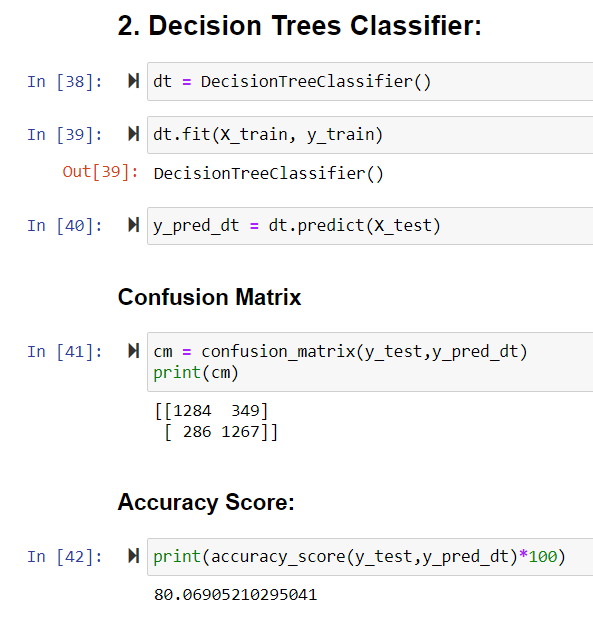 2. Decision Trees Classifier:
In [38]: dt = DecisionTreeClassifier()
In [39]: dt.fit(X_train, y_train)
Out[39]: DecisionTreeClassifier()
In [40]: y_pred_dt = dt.predict(X_test)
Confusion Matrix
In [41]: cm = confusion_matrix(y_test,y_pred_dt)
print(cm)
[[1284  349]
 [ 286 1267]]
Accuracy Score:
In [42]: print(accuracy_score(y_test,y_pred_dt)*100)
80.06905210295041